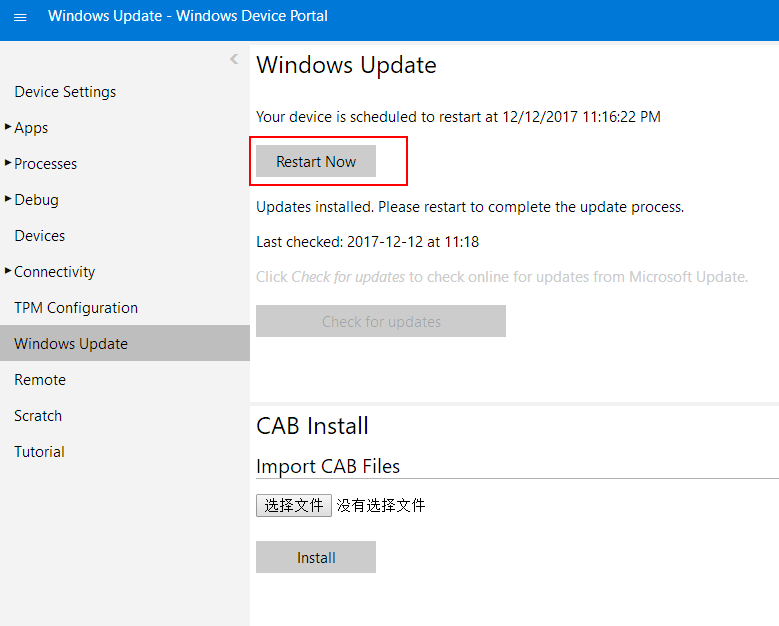 Windows Update - Windows Device Portal
Device Settings
Apps
Processes
Debug
Devices
Connectivity
TPM Configuration
Windows Update
Remote
Scratch
Tutorial
Windows Update
Your device is scheduled to restart at 12/12/2017 11:16:22 PM
Restart Now
Updates installed. Please restart to complete the update process.
Last checked: 2017-12-12 at 11:18
Click Check for updates to check online for updates from Microsoft Update.
Check for updates
CAB Install
Import CAB Files
选择文件 没有选择文件
Install